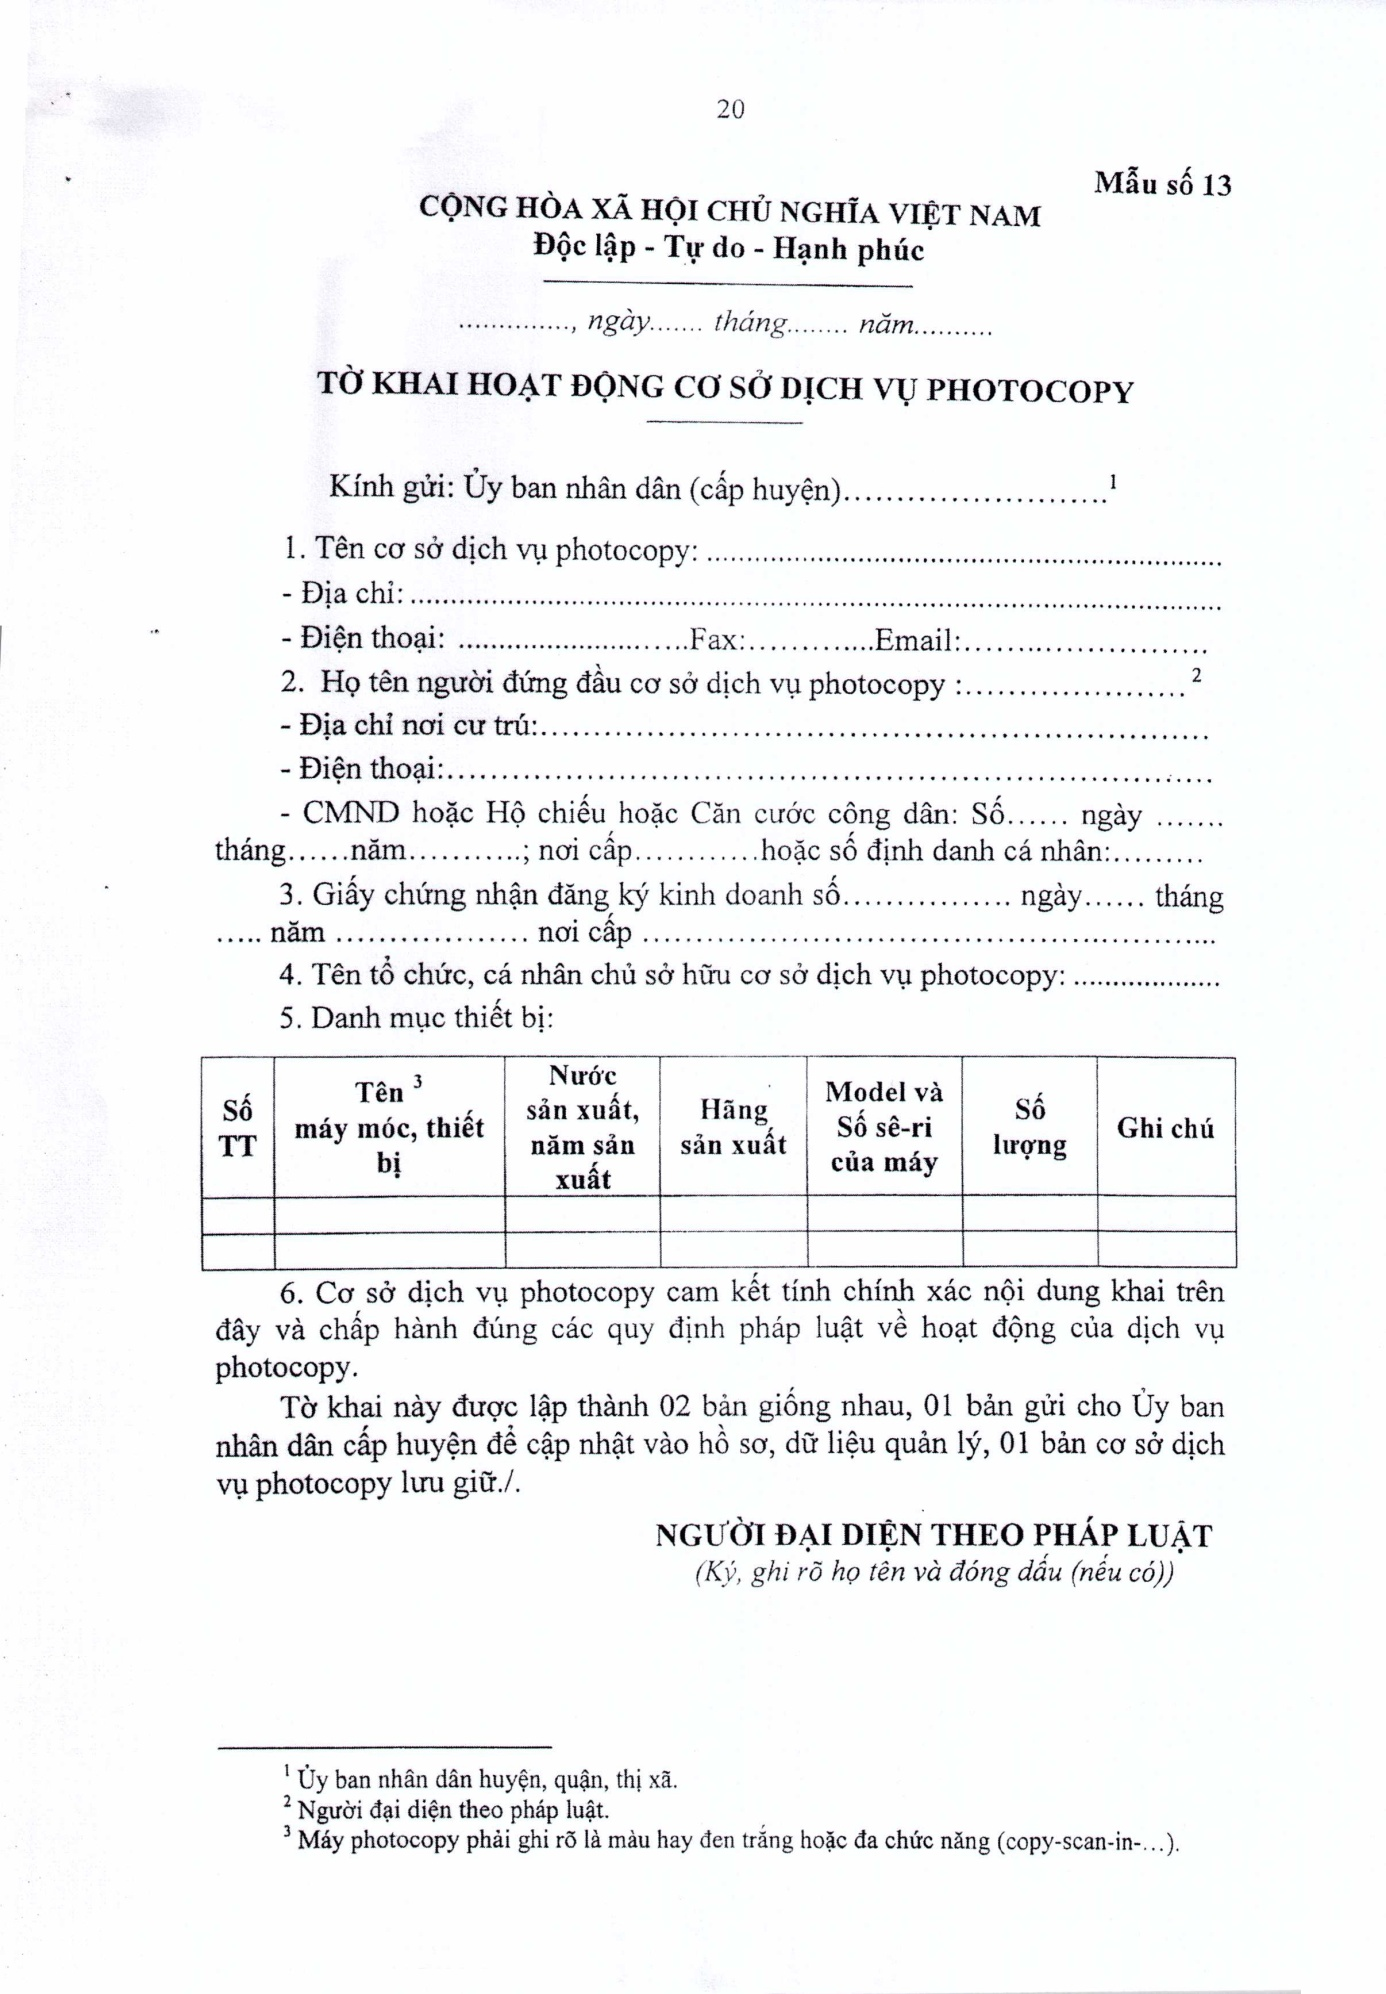 20
Mẫu số 13
CỘNG HÒA XÃ HỘI CHỦ NGHĨA VIỆT NAM
Độc lập - Tự do - Hạnh phúc
.............., ngày....... tháng........ năm..........
TỜ KHAI HOẠT ĐỘNG CƠ SỞ DỊCH VỤ PHOTOCOPY
Kính gửi: Ủy ban nhân dân (cấp huyện).........................1
1. Tên cơ sở dịch vụ photocopy: ....................................................
- Địa chỉ: ....................................................................................
- Điện thoại: .............................Fax:.............Email:.......................
2. Họ tên người đứng đầu cơ sở dịch vụ photocopy :.....................2
- Địa chỉ nơi cư trú:..............................................................
- Điện thoại:.......................................................................
- CMND hoặc Hộ chiếu hoặc Căn cước công dân: Số...... ngày .......
tháng......năm...........; nơi cấp............hoặc số định danh cá nhân:.........
3. Giấy chứng nhận đăng ký kinh doanh số................ ngày...... tháng
..... năm .................. nơi cấp ......................................................
4. Tên tổ chức, cá nhân chủ sở hữu cơ sở dịch vụ photocopy: ...................
5. Danh mục thiết bị:
Số TT | Tên 3 máy móc, thiết bị | Nước sản xuất, năm sản xuất | Hãng sản xuất | Model và Số sê-ri của máy | Số lượng | Ghi chú
6. Cơ sở dịch vụ photocopy cam kết tính chính xác nội dung khai trên
đây và chấp hành đúng các quy định pháp luật về hoạt động của dịch vụ
photocopy.
Tờ khai này được lập thành 02 bản giống nhau, 01 bản gửi cho Ủy ban
nhân dân cấp huyện để cập nhật vào hồ sơ, dữ liệu quản lý, 01 bản cơ sở dịch
vụ photocopy lưu giữ./.
NGƯỜI ĐẠI DIỆN THEO PHÁP LUẬT
(Ký, ghi rõ họ tên và đóng dấu (nếu có))
1 Ủy ban nhân dân huyện, quận, thị xã.
2 Người đại diện theo pháp luật.
3 Máy photocopy phải ghi rõ là màu hay đen trắng hoặc đa chức năng (copy-scan-in-...).